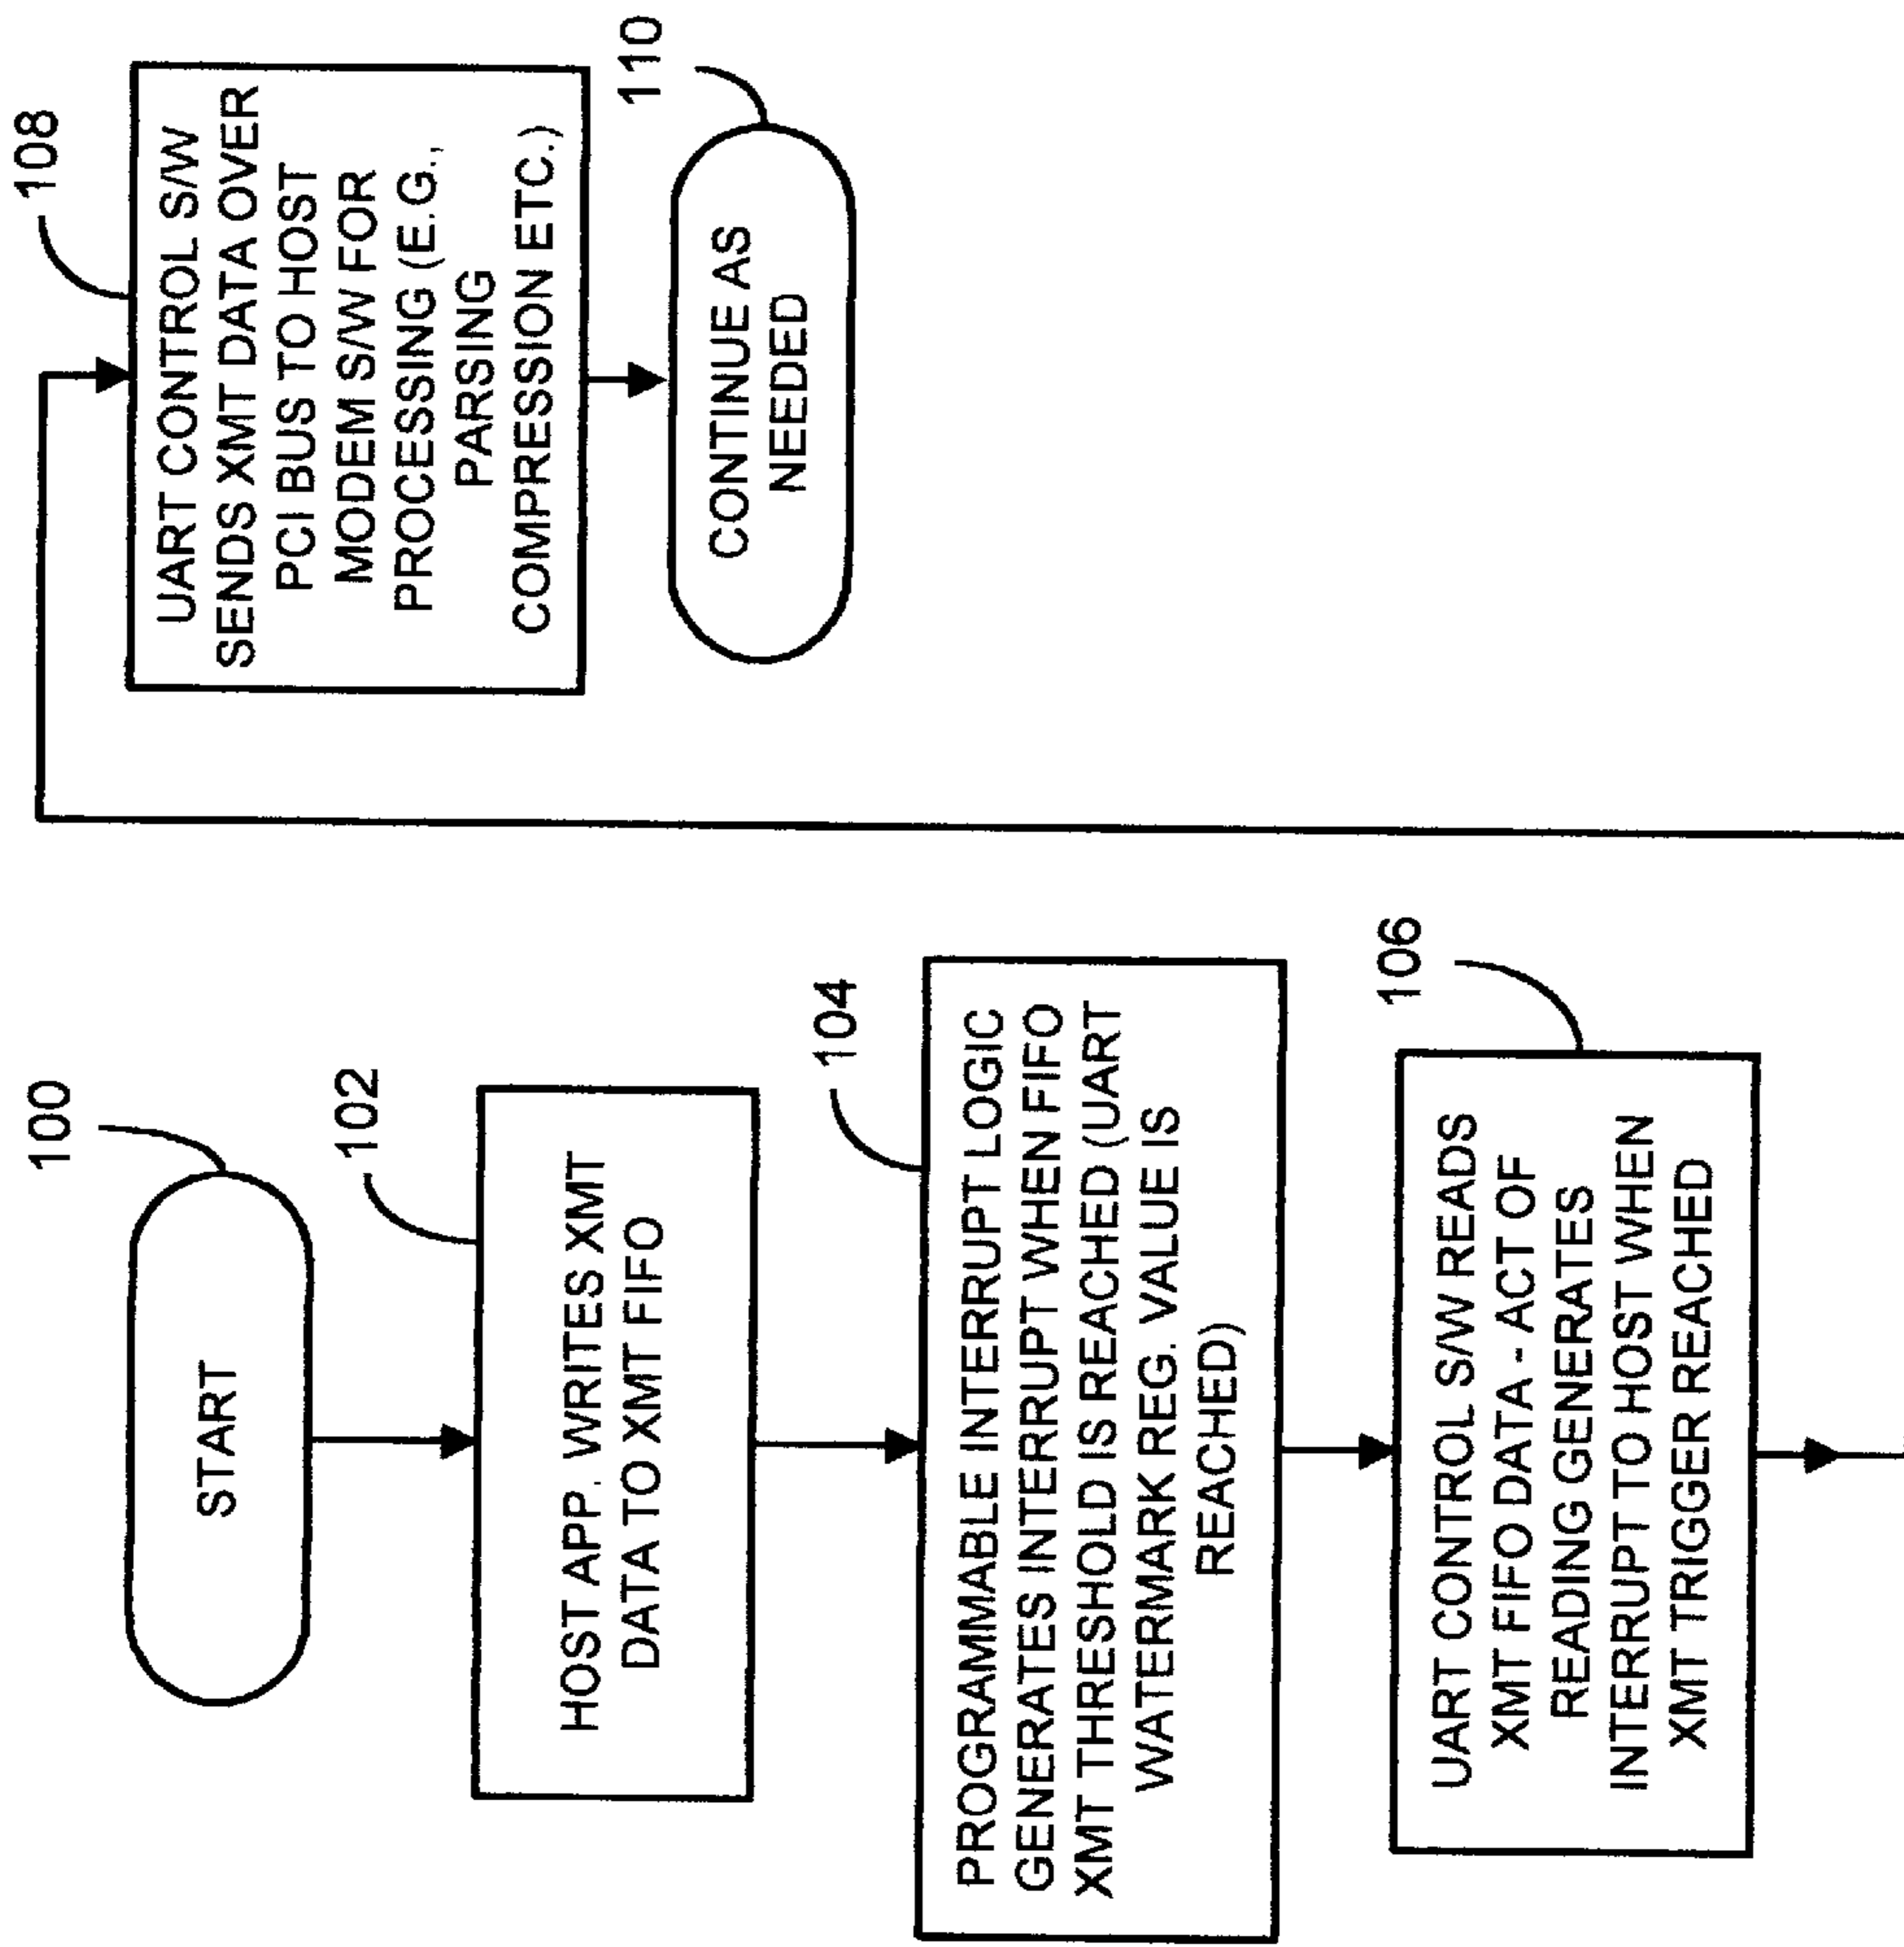 100
START
102
HOST APP. WRITES XMT
DATA TO XMT FIFO
104
PROGRAMMABLE INTERRUPT LOGIC
GENERATES INTERRUPT WHEN FIFO
XMT THRESHOLD IS REACHED (UART
WATERMARK REG. VALUE IS
REACHED)
106
UART CONTROL S/W READS
XMT FIFO DATA - ACT OF
READING GENERATES
INTERRUPT TO HOST WHEN
XMT TRIGGER REACHED
108
UART CONTROL S/W
SENDS XMT DATA OVER
PCI BUS TO HOST
MODEM S/W FOR
PROCESSING (E.G.,
PARSING
COMPRESSION ETC.)
110
CONTINUE AS
NEEDED